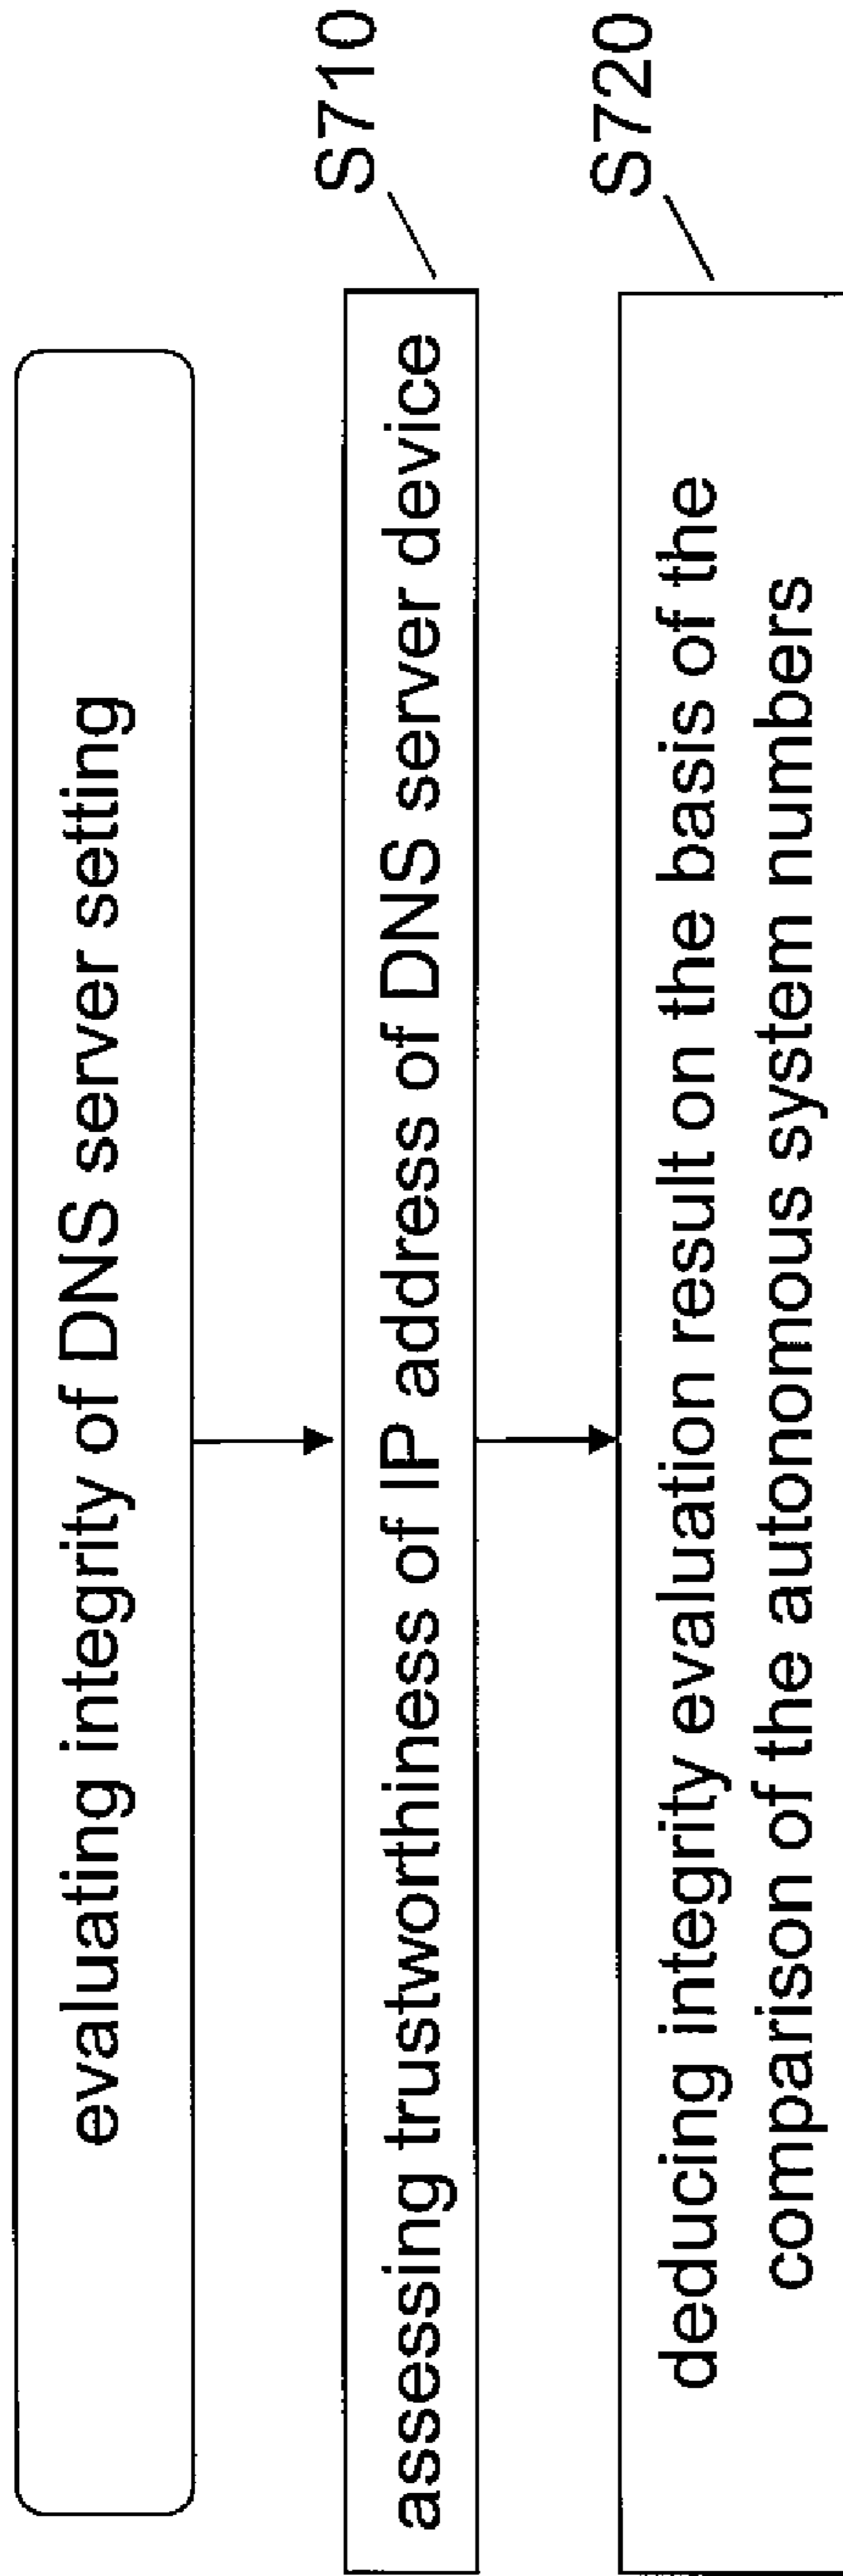 evaluating integrity of DNS server setting
S710
assessing trustworthiness of IP address of DNS server device
S720
deducing integrity evaluation result on the basis of the
comparison of the autonomous system numbers